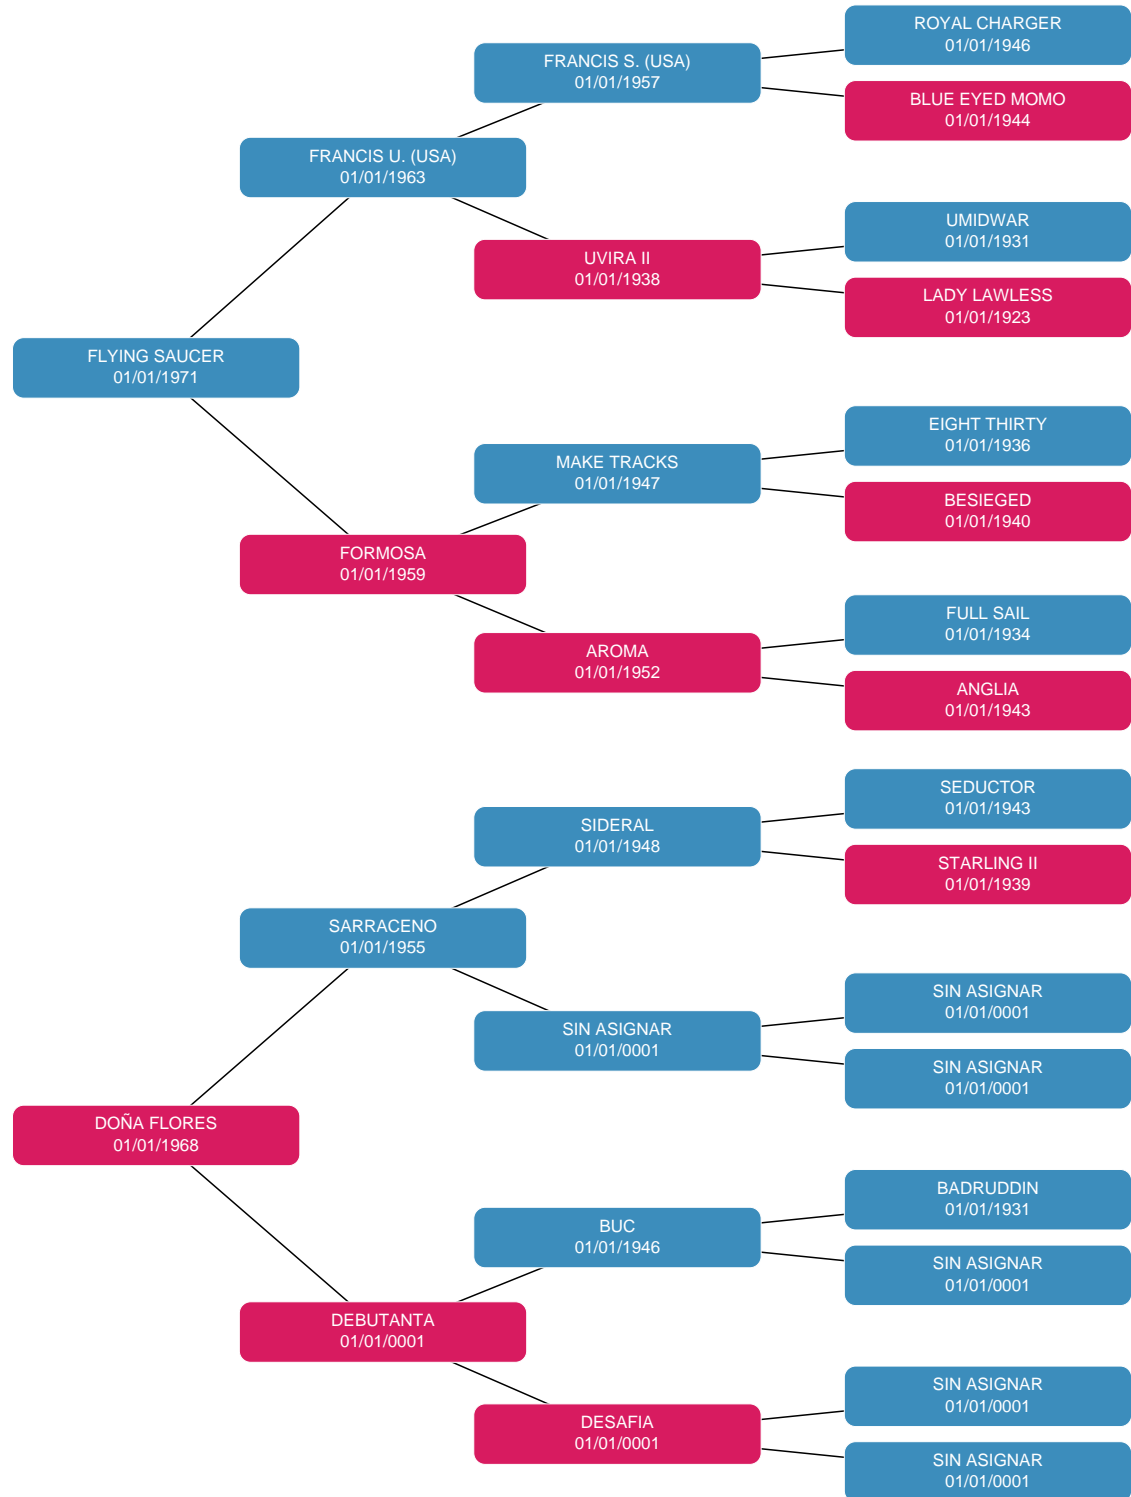 ROYAL CHARGER
01/01/1946
FRANCIS S. (USA)
01/01/1957
BLUE EYED MOMO
01/01/1944
FRANCIS U. (USA)
01/01/1963
UMIDWAR
01/01/1931
UVIRA II
01/01/1938
LADY LAWLESS
01/01/1923
FLYING SAUCER
01/01/1971
EIGHT THIRTY
01/01/1936
MAKE TRACKS
01/01/1947
BESIEGED
01/01/1940
FORMOSA
01/01/1959
FULL SAIL
01/01/1934
AROMA
01/01/1952
ANGLIA
01/01/1943
SEDUCTOR
01/01/1943
SIDERAL
01/01/1948
STARLING II
01/01/1939
SARRACENO
01/01/1955
SIN ASIGNAR
01/01/0001
SIN ASIGNAR
01/01/0001
SIN ASIGNAR
01/01/0001
DOÑA FLORES
01/01/1968
BADRUDDIN
01/01/1931
BUC
01/01/1946
SIN ASIGNAR
01/01/0001
DEBUTANTA
01/01/0001
SIN ASIGNAR
01/01/0001
DESAFIA
01/01/0001
SIN ASIGNAR
01/01/0001